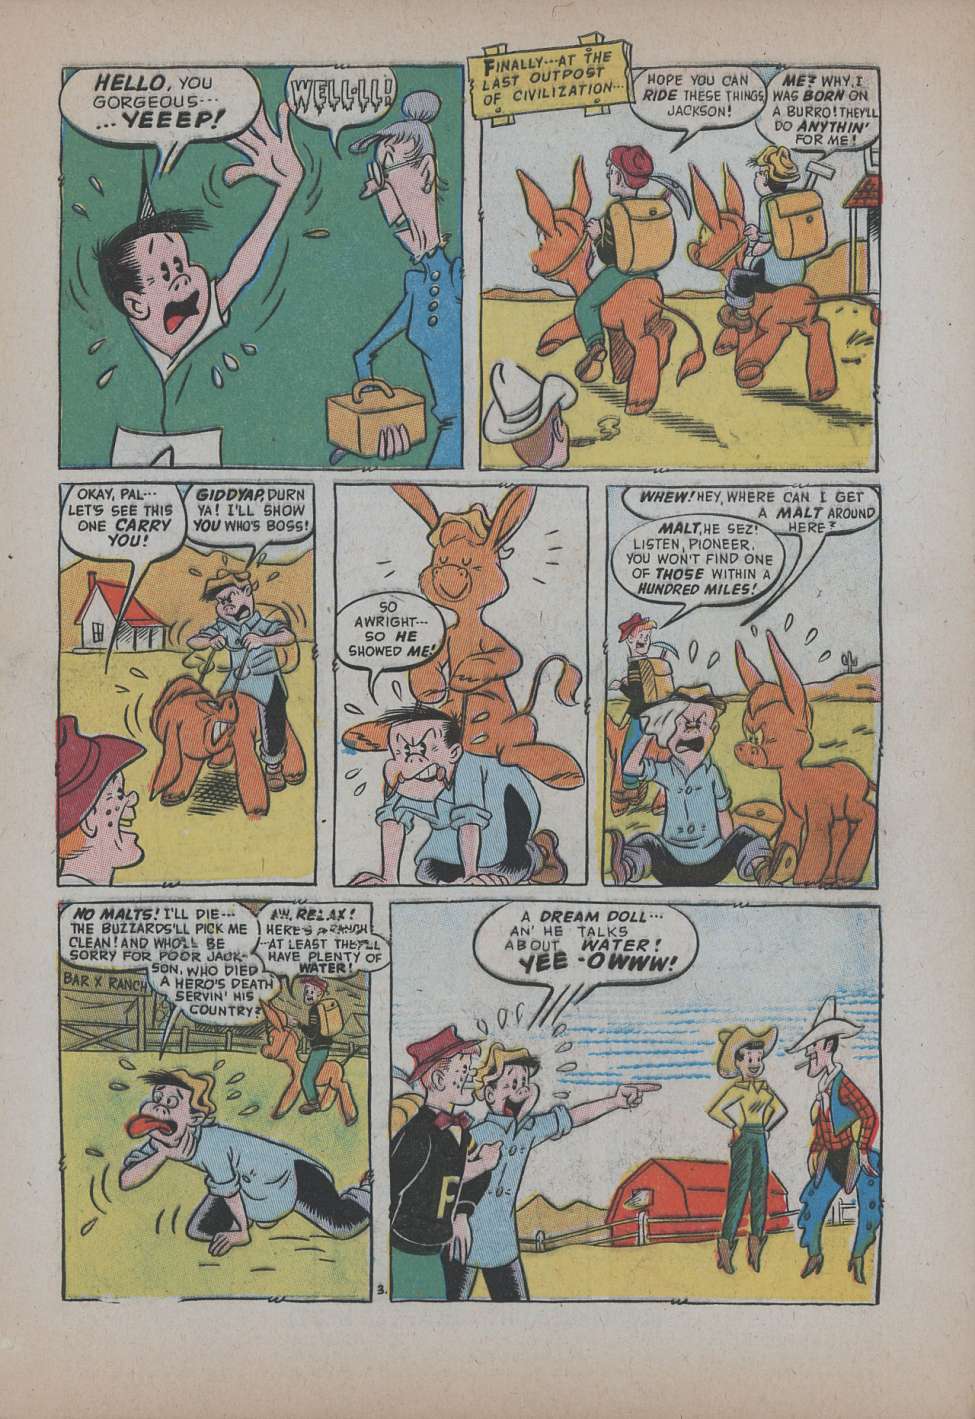 HELLO, YOU
GORGEOUS---
...YEEEP!
WELL-LL!
FINALLY---AT THE
LAST OUTPOST
OF CIVILIZATION...
HOPE YOU CAN
RIDE THESE THINGS
JACKSON!
ME? WHY, I
WAS BORN ON
A BURRO! THEY'LL
DO ANYTHIN'
FOR ME!
OKAY, PAL---
LET'S SEE THIS
ONE CARRY
YOU!
GIDDYAP, DURN
YA! I'LL SHOW
YOU WHO'S BOSS!
SO
AWRIGHT---
SO HE
SHOWED ME!
WHEW! HEY, WHERE CAN I GET
A MALT AROUND
HERE?
MALT, HE SEZ!
LISTEN, PIONEER,
YOU WON'T FIND ONE
OF THOSE WITHIN A
HUNDRED MILES!
NO MALTS! I'LL DIE---
THE BUZZARDS'LL PICK ME
CLEAN! AND WHO'LL BE
SORRY FOR POOR JACK-
SON, WHO DIED
A HERO'S DEATH
SERVIN' HIS
COUNTRY?
AW, RELAX!
HERE'S A RANCH
--AT LEAST THEY'LL
HAVE PLENTY OF
WATER!
BAR X RANCH
A DREAM DOLL---
AN' HE TALKS
ABOUT WATER!
YEE-OWWW!
P
3.